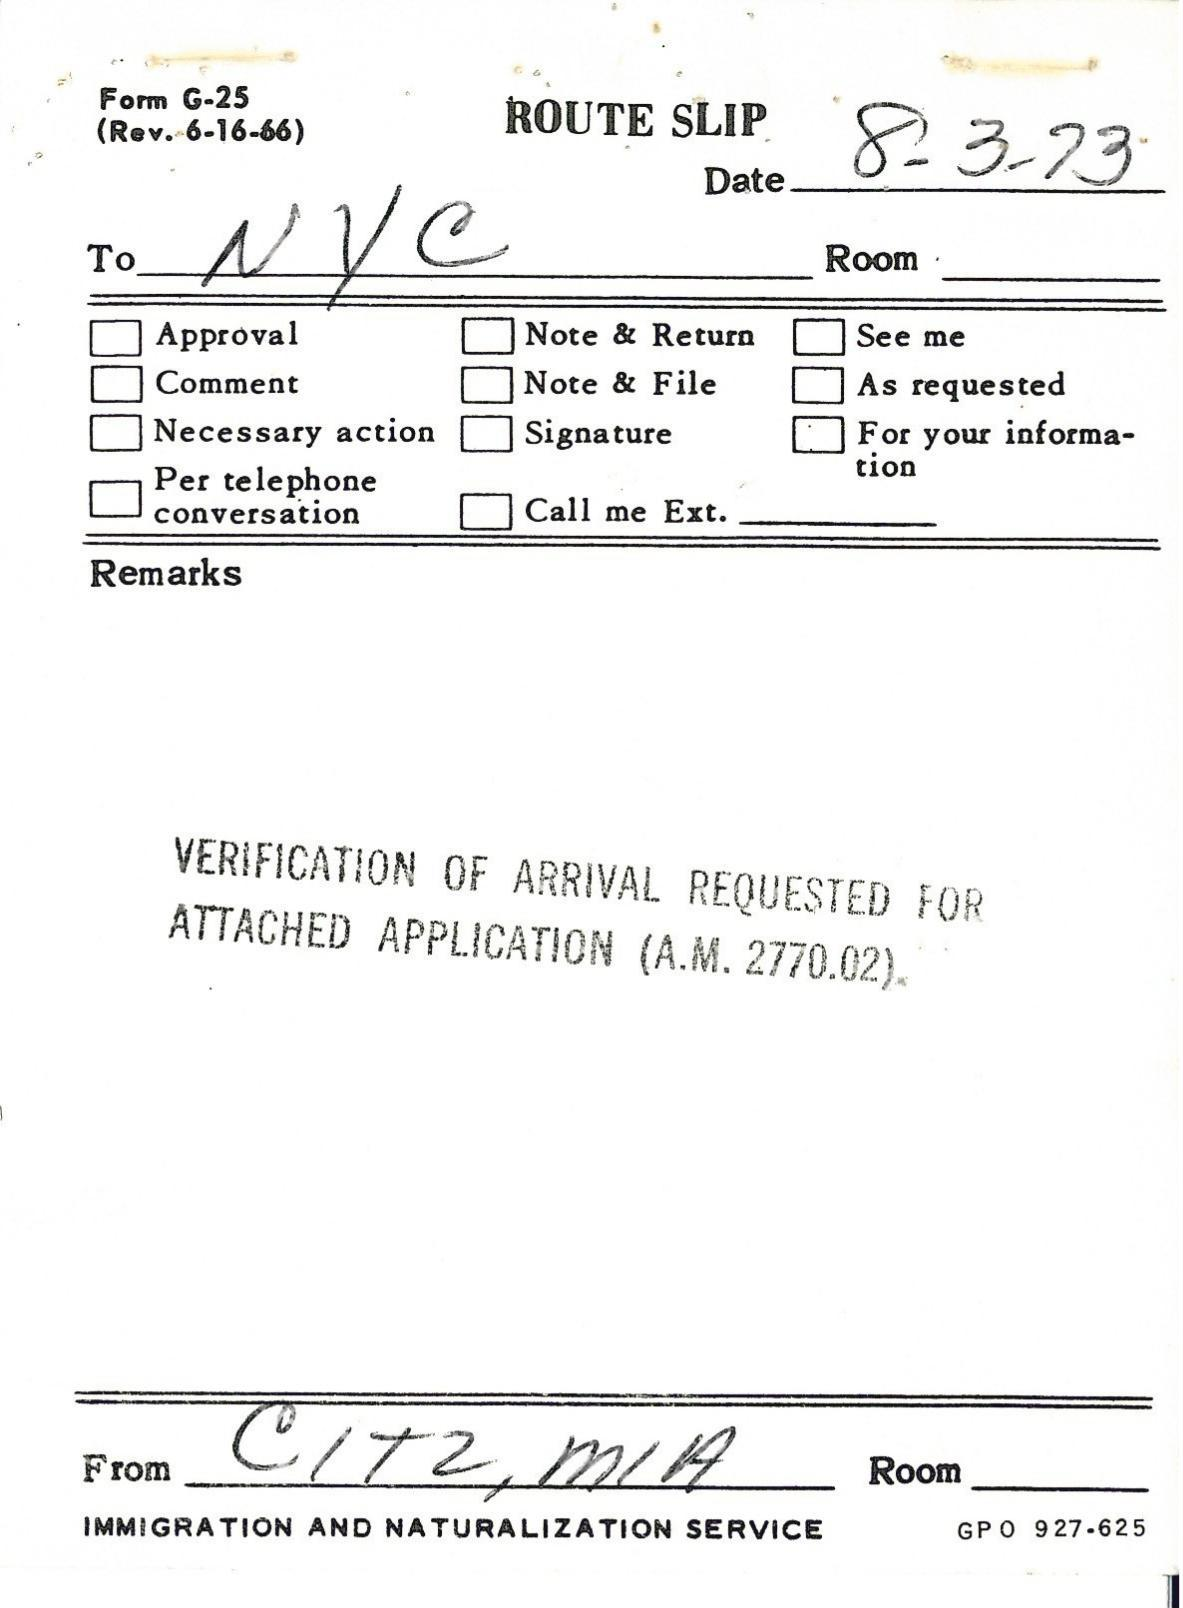 Form G-25
(Rev. 6-16-66)
ROUTE SLIP
Date 8-3-73
To NYC Room
Approval Note & Return See me
Comment Note & File As requested
Necessary action Signature For your informa-
tion
Per telephone
conversation Call me Ext.
Remarks
VERIFICATION OF ARRIVAL REQUESTED FOR
ATTACHED APPLICATION (A.M. 2770.02).
From CITZ, MIA Room
IMMIGRATION AND NATURALIZATION SERVICE GPO 927-625